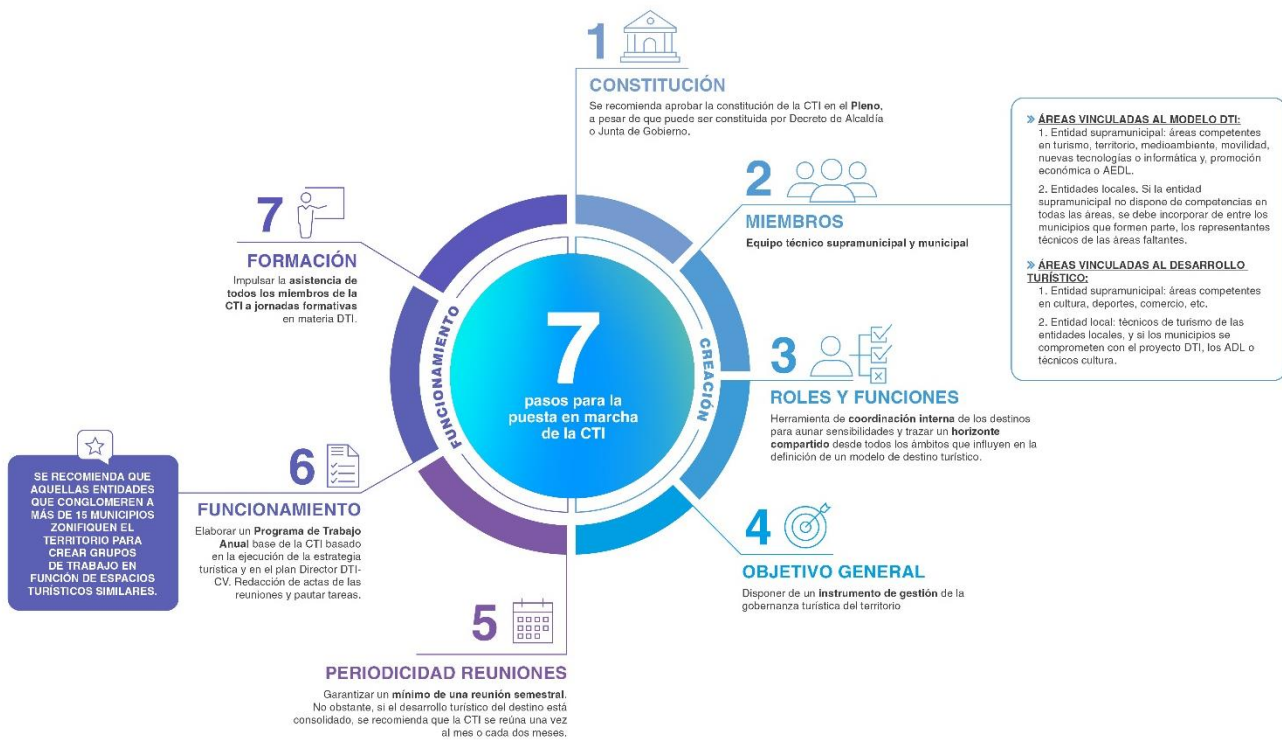 1
CONSTITUCIÓN
Se recomienda aprobar la constitución de la CTI en el Pleno,
a pesar de que puede ser constituida por Decreto de Alcaldía
o Junta de Gobierno.
2
MIEMBROS
Equipo técnico supramunicipal y municipal
» ÁREAS VINCULADAS AL MODELO DTI:
1. Entidad supramunicipal: áreas competentes
en turismo, territorio, medioambiente, movilidad,
nuevas tecnologías o informática y, promoción
económica o AEDL.
2. Entidades locales. Si la entidad
supramunicipal no dispone de competencias en
todas las áreas, se debe incorporar de entre los
municipios que formen parte, los representantes
técnicos de las áreas faltantes.
» ÁREAS VINCULADAS AL DESARROLLO
TURÍSTICO:
1. Entidad supramunicipal: áreas competentes
en cultura, deportes, comercio, etc.
2. Entidad local: técnicos de turismo de las
entidades locales, y si los municipios se
comprometen con el proyecto DTI, los ADL o
técnicos cultura.
3
ROLES Y FUNCIONES
Herramienta de coordinación interna de los destinos
para aunar sensibilidades y trazar un horizonte
compartido desde todos los ámbitos que influyen en la
definición de un modelo de destino turístico.
4
OBJETIVO GENERAL
Disponer de un instrumento de gestión de la
gobernanza turística del territorio
5
PERIODICIDAD REUNIONES
Garantizar un mínimo de una reunión semestral.
No obstante, si el desarrollo turístico del destino está
consolidado, se recomienda que la CTI se reúna una vez
al mes o cada dos meses.
6
FUNCIONAMIENTO
Elaborar un Programa de Trabajo
Anual base de la CTI basado
en la ejecución de la estrategia
turística y en el plan Director DTI-
CV. Redacción de actas de las
reuniones y pautar tareas.
SE RECOMIENDA QUE
AQUELLAS ENTIDADES
QUE CONGLOMEREN A
MÁS DE 15 MUNICIPIOS
ZONIFIQUEN EL
TERRITORIO PARA
CREAR GRUPOS
DE TRABAJO EN
FUNCIÓN DE ESPACIOS
TURÍSTICOS SIMILARES.
7
FORMACIÓN
Impulsar la asistencia de
todos los miembros de la
CTI a jornadas formativas
en materia DTI.
FUNCIONAMIENTO
CREACIÓN
7
pasos para la
puesta en marcha
de la CTI